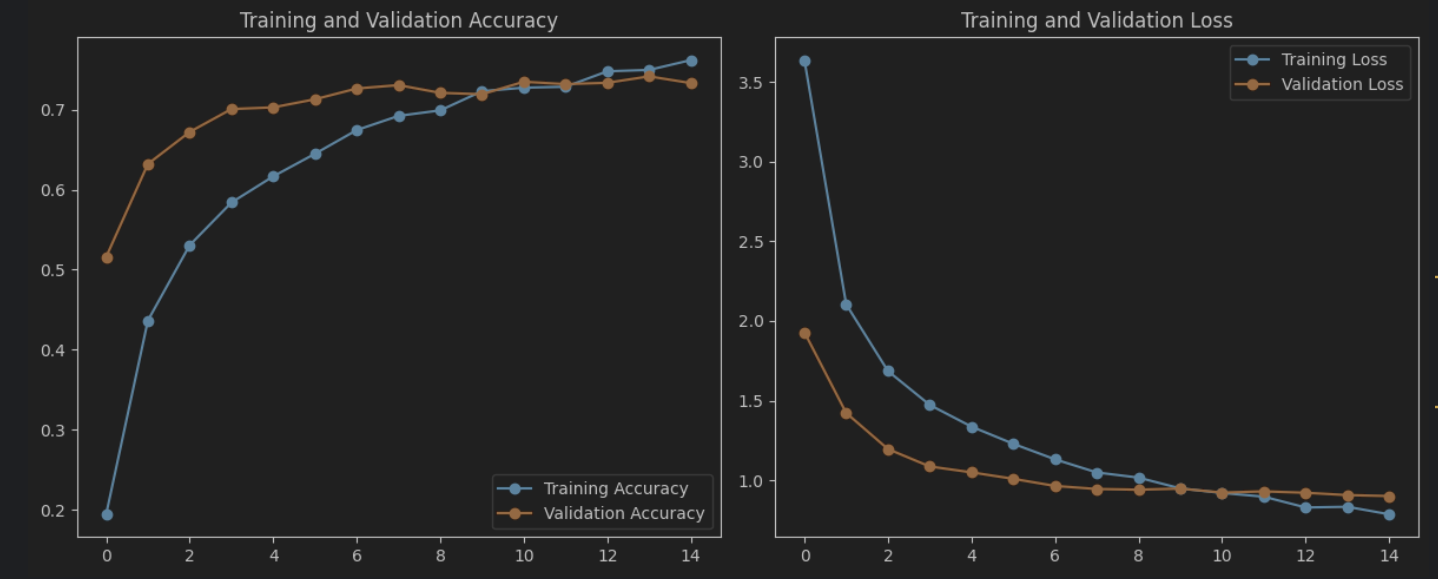 Training and Validation Accuracy
0.7
0.6
0.5
0.4
0.3
0.2
Training Accuracy
Validation Accuracy
0 2 4 6 8 10 12 14
Training and Validation Loss
Training Loss
Validation Loss
3.5
3.0
2.5
2.0
1.5
1.0
0 2 4 6 8 10 12 14